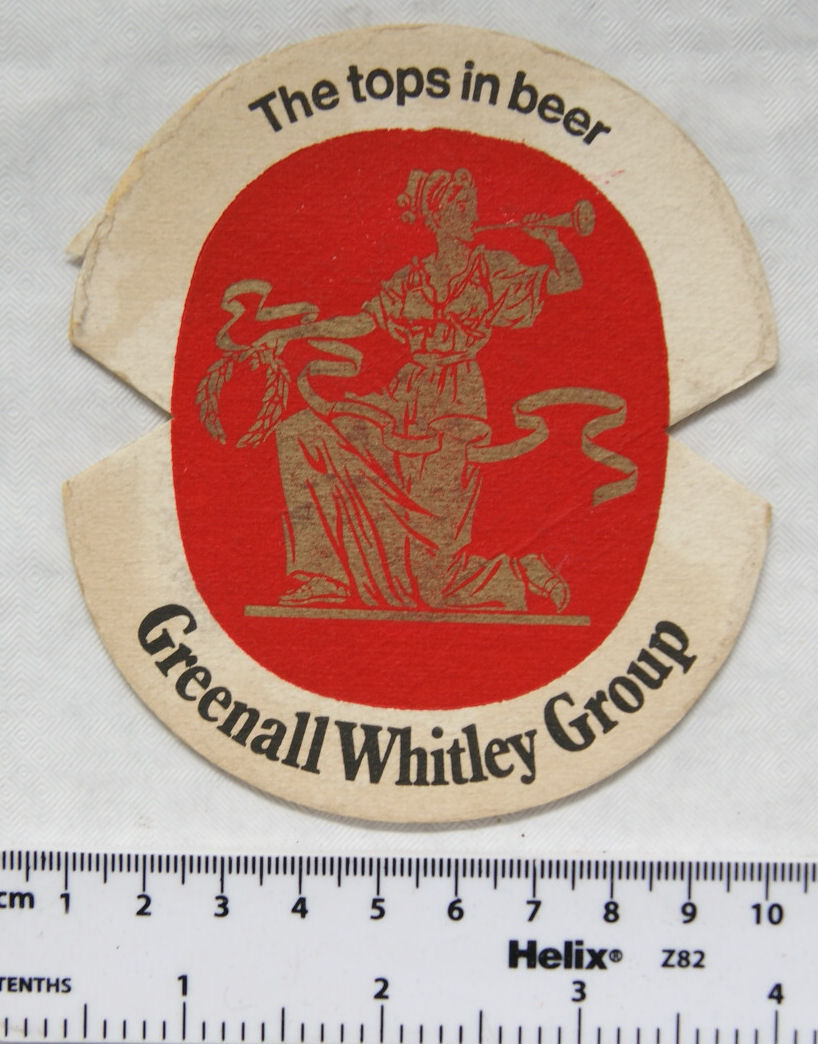 The tops in beer
Greenall Whitley Group
cm 1 2 3 4 5 6 7 8 9 10
Helix® Z82
TENTHS 1 2 3 4